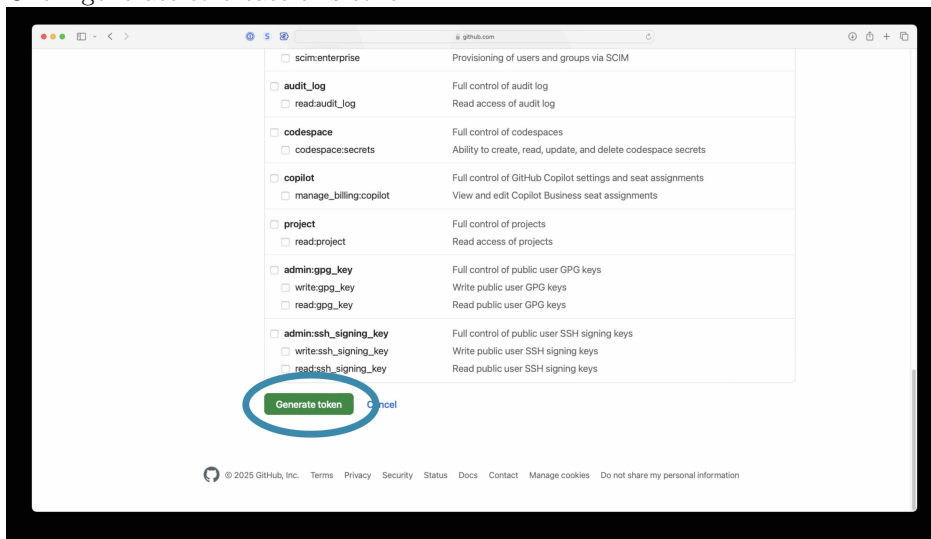 github.com
scim:enterprise Provisioning of users and groups via SCIM
audit_log Full control of audit log
read:audit_log Read access of audit log
codespace Full control of codespaces
codespace:secrets Ability to create, read, update, and delete codespace secrets
copilot Full control of GitHub Copilot settings and seat assignments
manage_billing:copilot View and edit Copilot Business seat assignments
project Full control of projects
read:project Read access of projects
admin:gpg_key Full control of public user GPG keys
write:gpg_key Write public user GPG keys
read:gpg_key Read public user GPG keys
admin:ssh_signing_key Full control of public user SSH signing keys
write:ssh_signing_key Write public user SSH signing keys
read:ssh_signing_key Read public user SSH signing keys
Generate token Cancel
© 2025 GitHub, Inc. Terms Privacy Security Status Docs Contact Manage cookies Do not share my personal information